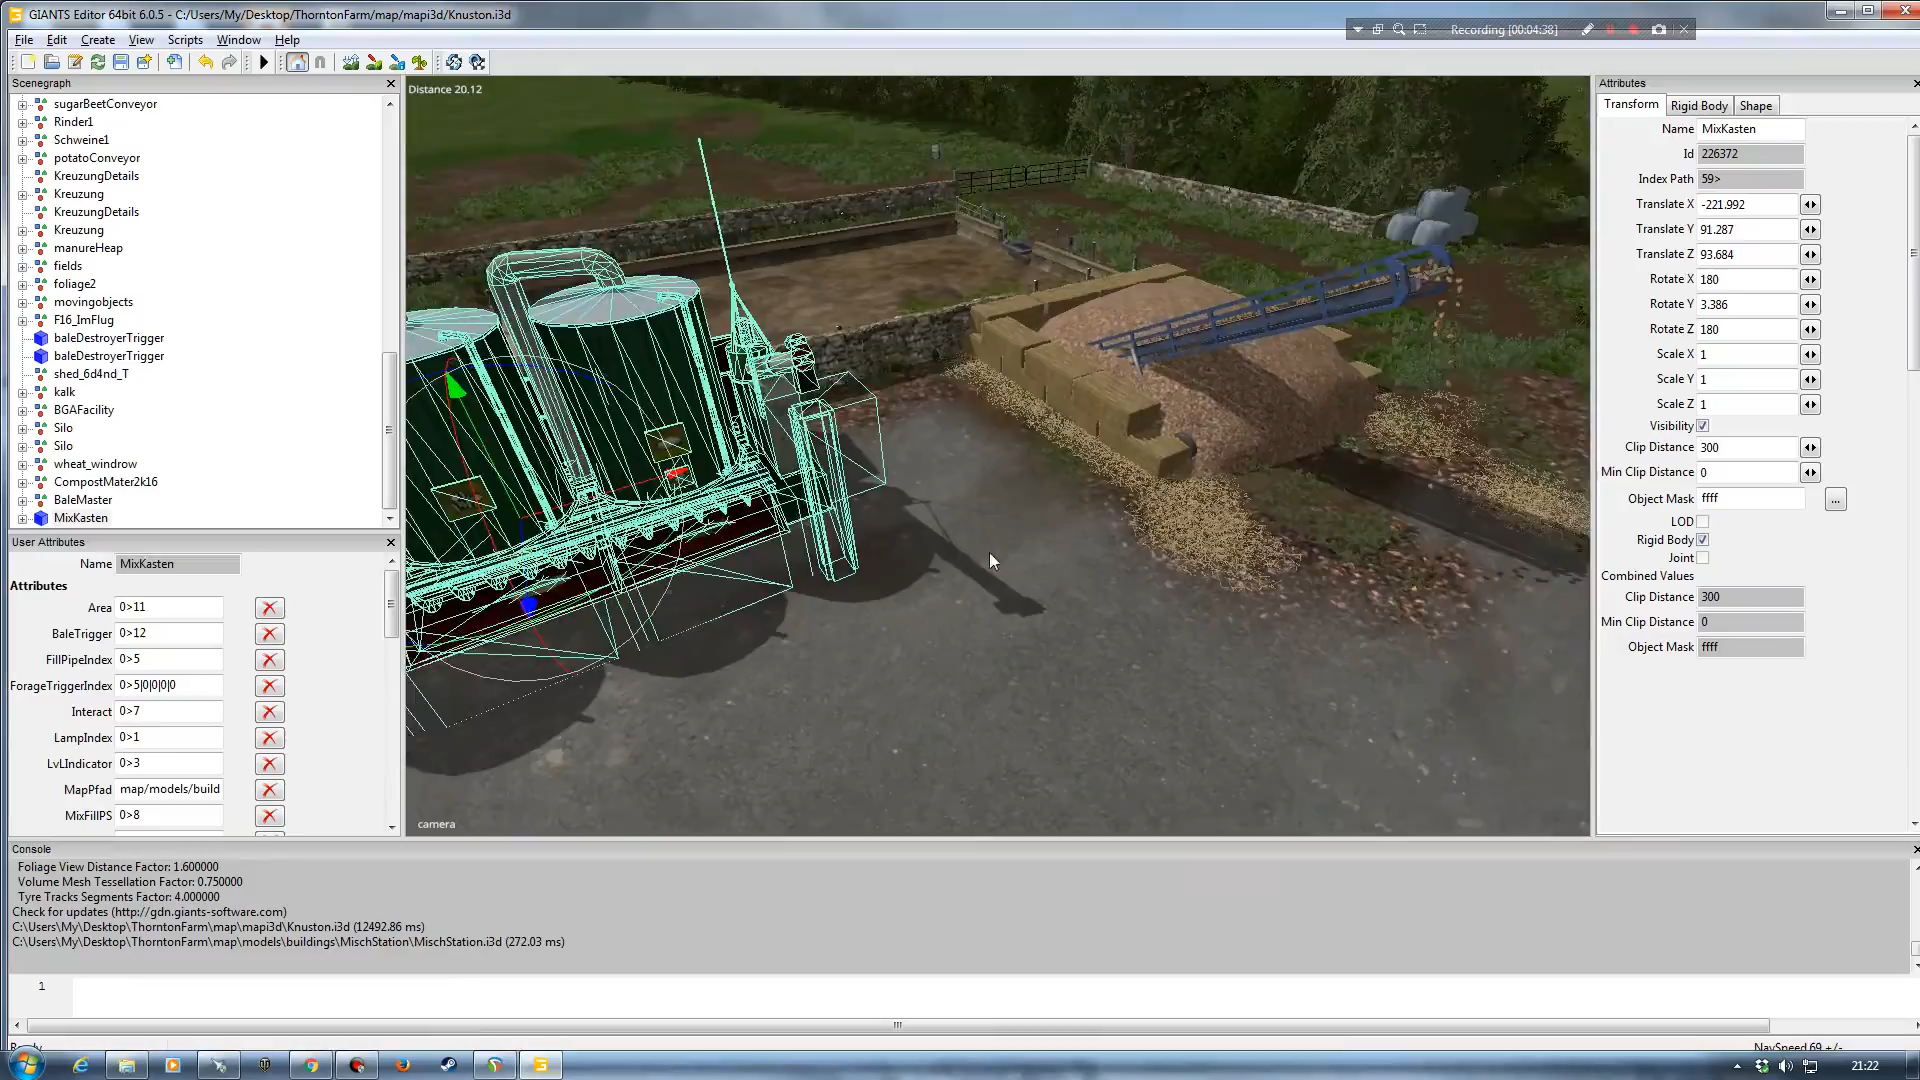 GIANTS Editor 64bit 6.0.5 - C:/Users/My/Desktop/ThorntonFarm/map/mapi3d/Knuston.i3d
Recording [00:04:38]
File Edit Create View Scripts Window Help
Scenegraph
sugarBeetConveyor
Rinder1
Schweine1
potatoConveyor
KreuzungDetails
Kreuzung
KreuzungDetails
Kreuzung
manureHeap
fields
foliage2
movingobjects
F16_ImFlug
baleDestroyerTrigger
baleDestroyerTrigger
shed_6d4nd_T
kalk
BGAFacility
Silo
Silo
wheat_windrow
CompostMater2k16
BaleMaster
MixKasten
User Attributes
Name MixKasten
Attributes
Area 0>11
BaleTrigger 0>12
FillPipeIndex 0>5
ForageTriggerIndex 0>5|0|0|0|0
Interact 0>7
LampIndex 0>1
LvLIndicator 0>3
MapPfad map/models/build
MixFillPS 0>8
Distance 20.12
camera
Attributes
Transform Rigid Body Shape
Name MixKasten
Id 226372
Index Path 59>
Translate X -221.992
Translate Y 91.287
Translate Z 93.684
Rotate X 180
Rotate Y 3.386
Rotate Z 180
Scale X 1
Scale Y 1
Scale Z 1
Visibility
Clip Distance 300
Min Clip Distance 0
Object Mask ffff ...
LOD
Rigid Body
Joint
Combined Values
Clip Distance 300
Min Clip Distance 0
Object Mask ffff
Console
Foliage View Distance Factor: 1.600000
Volume Mesh Tessellation Factor: 0.750000
Tyre Tracks Segments Factor: 4.000000
Check for updates (http://gdn.giants-software.com)
C:\Users\My\Desktop\ThorntonFarm\map\mapi3d\Knuston.i3d (12492.86 ms)
C:\Users\My\Desktop\ThorntonFarm\map\models\buildings\MischStation\MischStation.i3d (272.03 ms)
1
NavSpeed 69 +/-
21:22